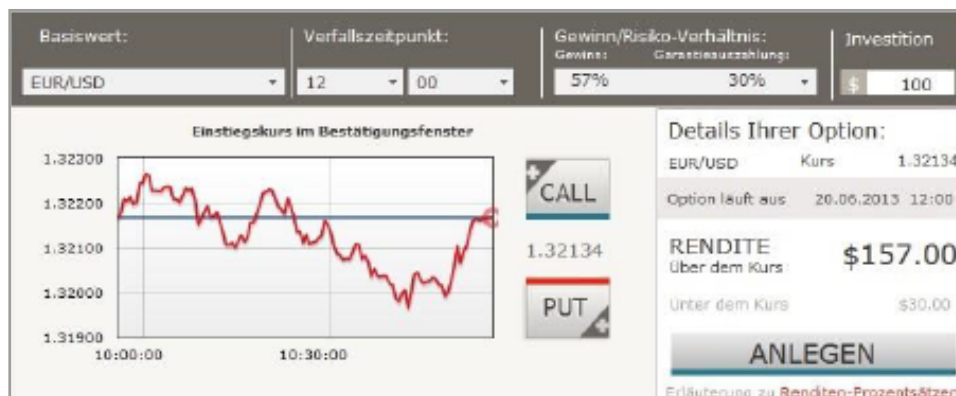 Basiswert: Verfallszeitpunkt: Gewinn/Risiko-Verhältnis: Investition
Gewinn: Garantieauszahlung:
EUR/USD 12 00 57% 30% $ 100
Einstiegskurs im Bestätigungsfenster
1.32300
1.32200
1.32100
1.32000
1.31900
10:00:00 10:30:00
CALL
1.32134
PUT
Details Ihrer Option:
EUR/USD Kurs 1.32134
Option läuft aus 20.06.2013 12:00
RENDITE $157.00
Über dem Kurs
Unter dem Kurs $30.00
ANLEGEN
Erläuterung zu Renditen-Prozentsätzen